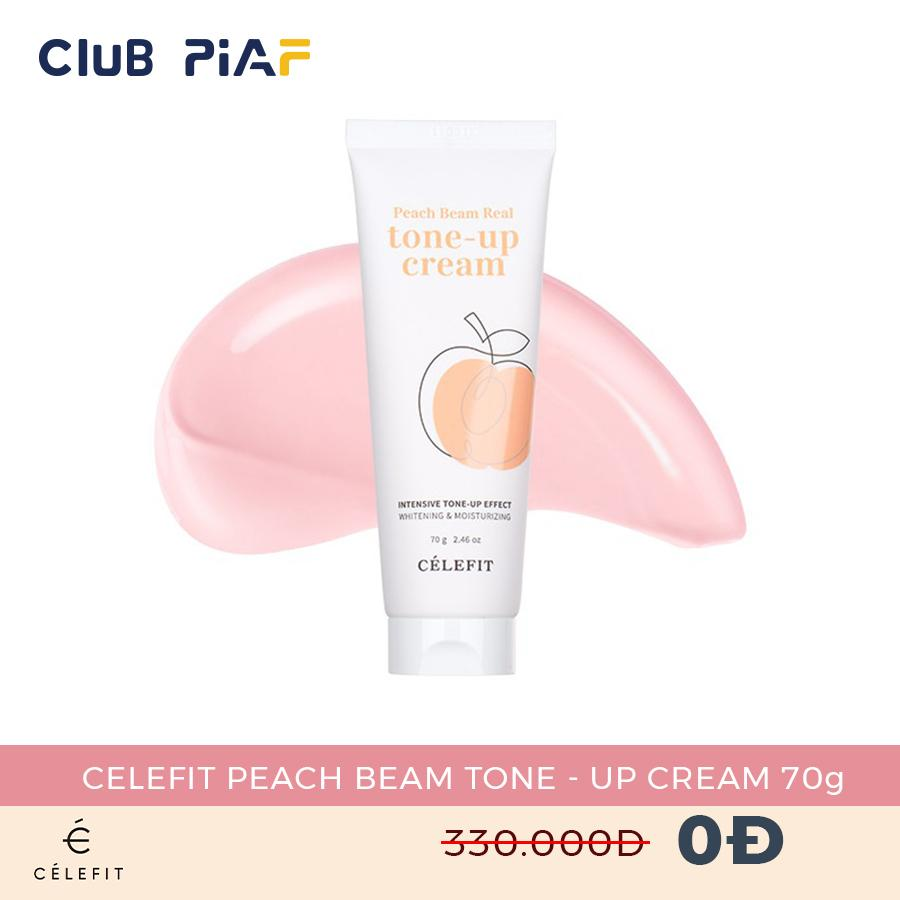 CluB PiAF
Peach Beam Real
tone-up
cream
INTENSIVE TONE-UP EFFECT
WHITENING & MOISTURIZING
70 g 2.46 oz
CÉLEFIT
CELEFIT PEACH BEAM TONE - UP CREAM 70g
É
CÉLEFIT
330.000Đ 0Đ